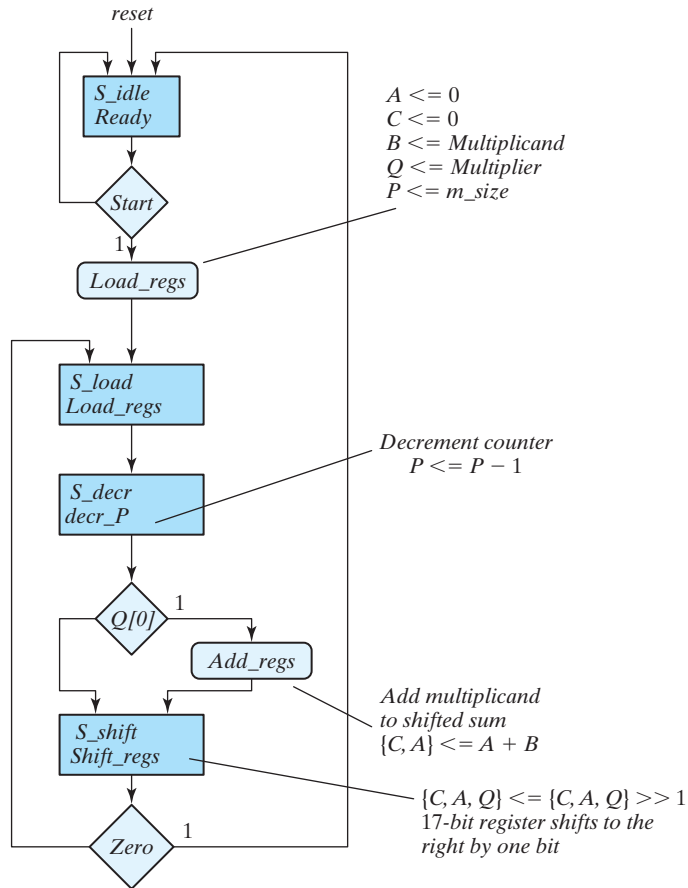 reset
S_idle
Ready
A <= 0
C <= 0
B <= Multiplicand
Q <= Multiplier
P <= m_size
Start
1
Load_regs
S_load
Load_regs
Decrement counter
P <= P − 1
S_decr
decr_P
Q[0]
1
Add_regs
Add multiplicand
to shifted sum
{C, A} <= A + B
S_shift
Shift_regs
{C, A, Q} <= {C, A, Q} >> 1
17-bit register shifts to the
right by one bit
Zero
1